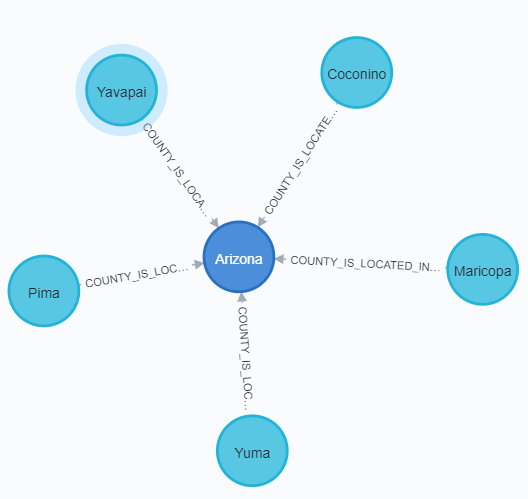 Yavapai
Coconino
COUNTY_IS_LOCA...
COUNTY_IS_LOCATE...
Arizona
COUNTY_IS_LOC...
COUNTY_IS_LOCATED_IN...
Pima
Maricopa
COUNTY_IS_LOC...
Yuma